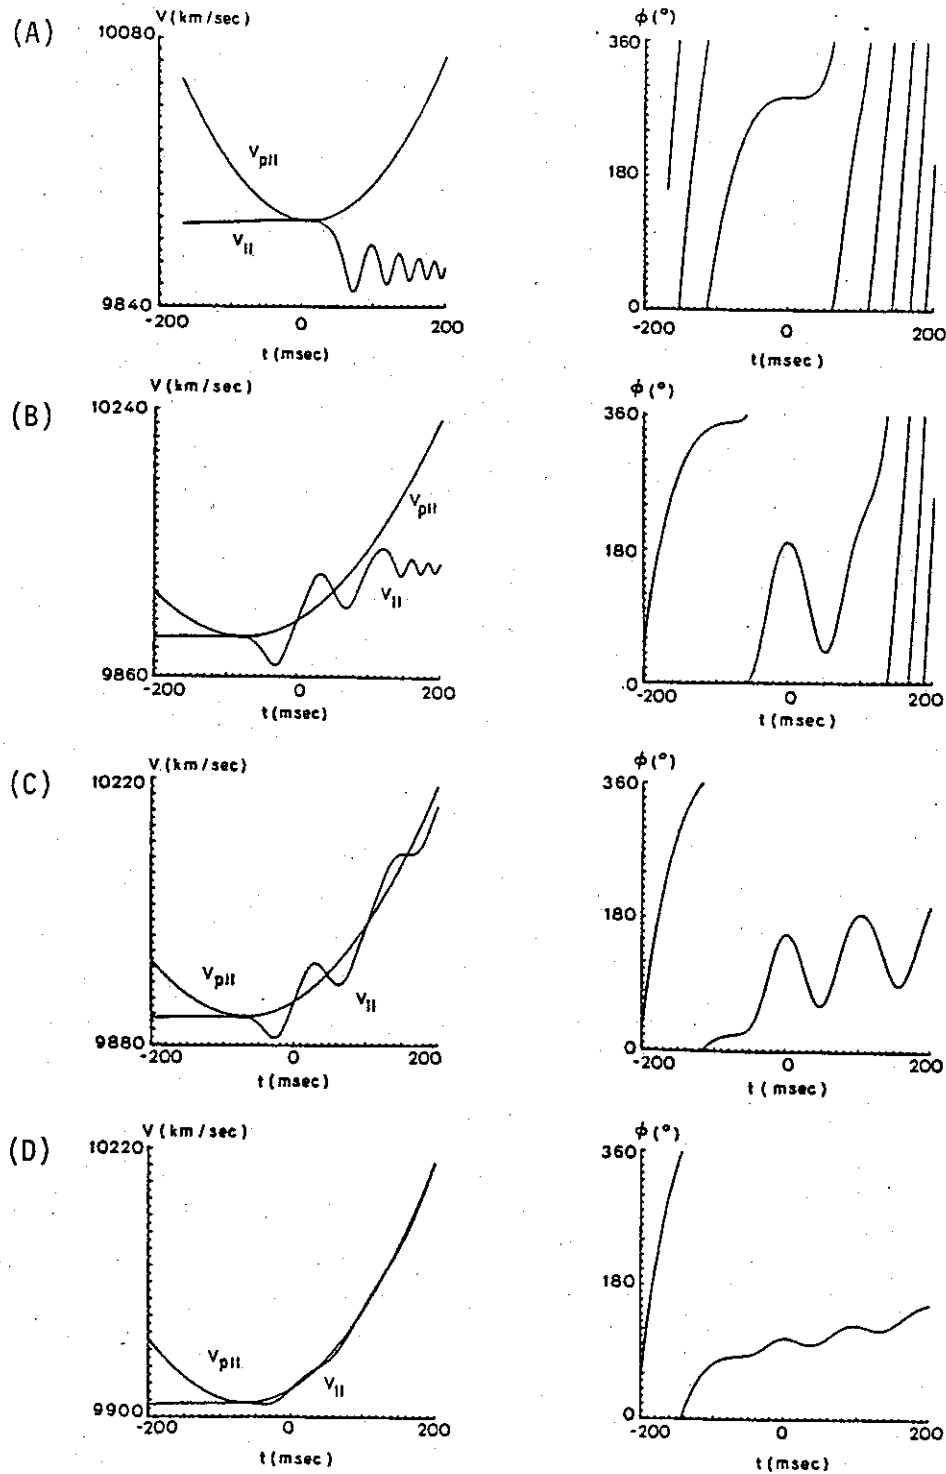 (A)
V (km/sec)
10080
V_p||
V_||
9840
-200 0 200
t (msec)
ϕ (°)
360
180
0
-200 0 200
t (msec)
(B)
V (km/sec)
10240
V_p||
V_||
9860
-200 0 200
t (msec)
ϕ (°)
360
180
.0
-200 0 200
t (msec)
(C)
V (km/sec)
10220
V_p||
V_||
9880
-200 0 200
t (msec)
ϕ (°)
360
180
0
-200 0 200
t (msec)
(D)
V (km/sec)
10220
V_p||
V_||
9900
-200 0 200
t (msec)
ϕ (°)
360
180
0
-200 0 200
t (msec)